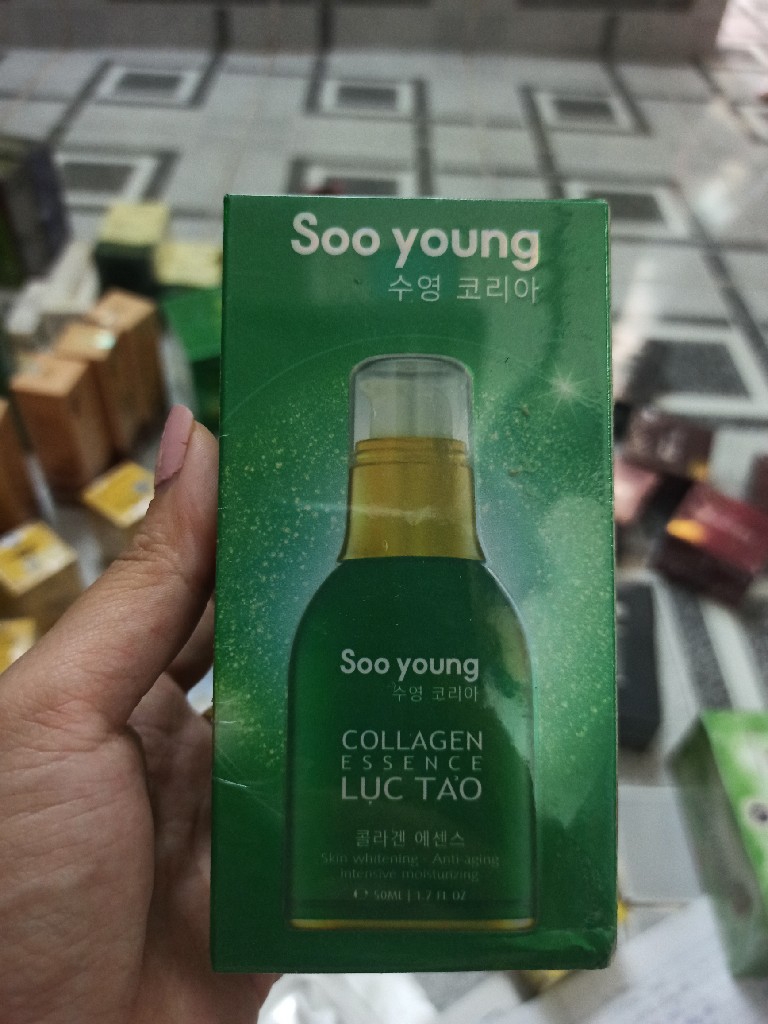 Soo young
수영 코리아
Soo young
수영 코리아
COLLAGEN
ESSENCE
LỤC TẢO
콜라겐 에센스
Skin whitening - Anti-aging
Intensive moisturizing
50ML | 1.7 fl oz